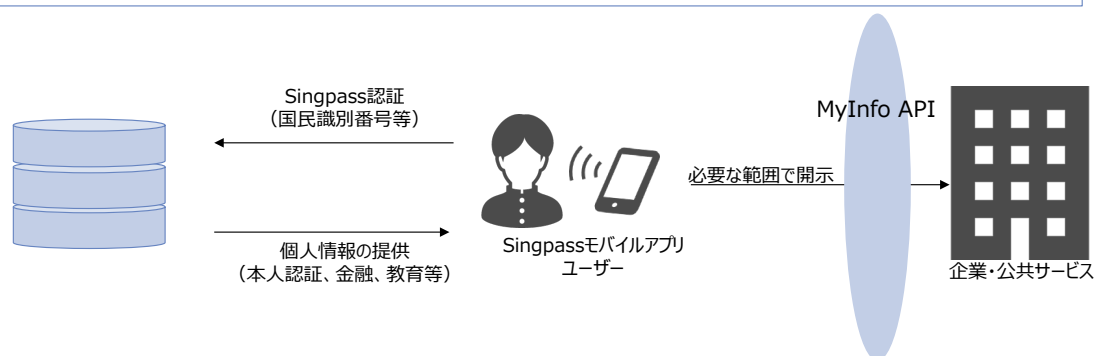 Singpass認証
（国民識別番号等）
MyInfo API
必要な範囲で開示
個人情報の提供
（本人認証、金融、教育等）
Singpassモバイルアプリ
ユーザー
企業・公共サービス